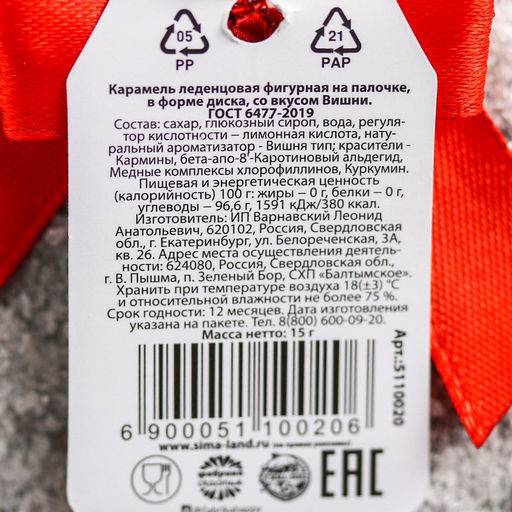 05
PP
21
PAP
Карамель леденцовая фигурная на палочке,
в форме диска, со вкусом Вишни.
ГОСТ 6477-2019
Состав: сахар, глюкозный сироп, вода, регуля-
тор кислотности – лимонная кислота, нату-
ральный ароматизатор - Вишня тип; красители -
Кармины, бета-апо-8'-Каротиновый альдегид,
Медные комплексы хлорофиллинов, Куркумин.
Пищевая и энергетическая ценность
(калорийность) 100 г: жиры – 0 г, белки – 0 г,
углеводы – 96,6 г, 1591 кДж/380 ккал.
Изготовитель: ИП Варнавский Леонид
Анатольевич, 620102, Россия, Свердловская
обл., г. Екатеринбург, ул. Белореченская, 3А,
кв. 26. Адрес места осуществления деятель-
ности: 624080, Россия, Свердловская обл.,
г. В. Пышма, п. Зеленый Бор, СХП «Балтымское».
Хранить при температуре воздуха 18(±3) °С
и относительной влажности не более 75 %.
Срок годности: 12 месяцев. Дата изготовления
указана на пакете. Тел. 8(800) 600-09-20.
Масса нетто: 15 г
Арт.:5110020
6 900051 100206
www.sima-land.ru
EAC